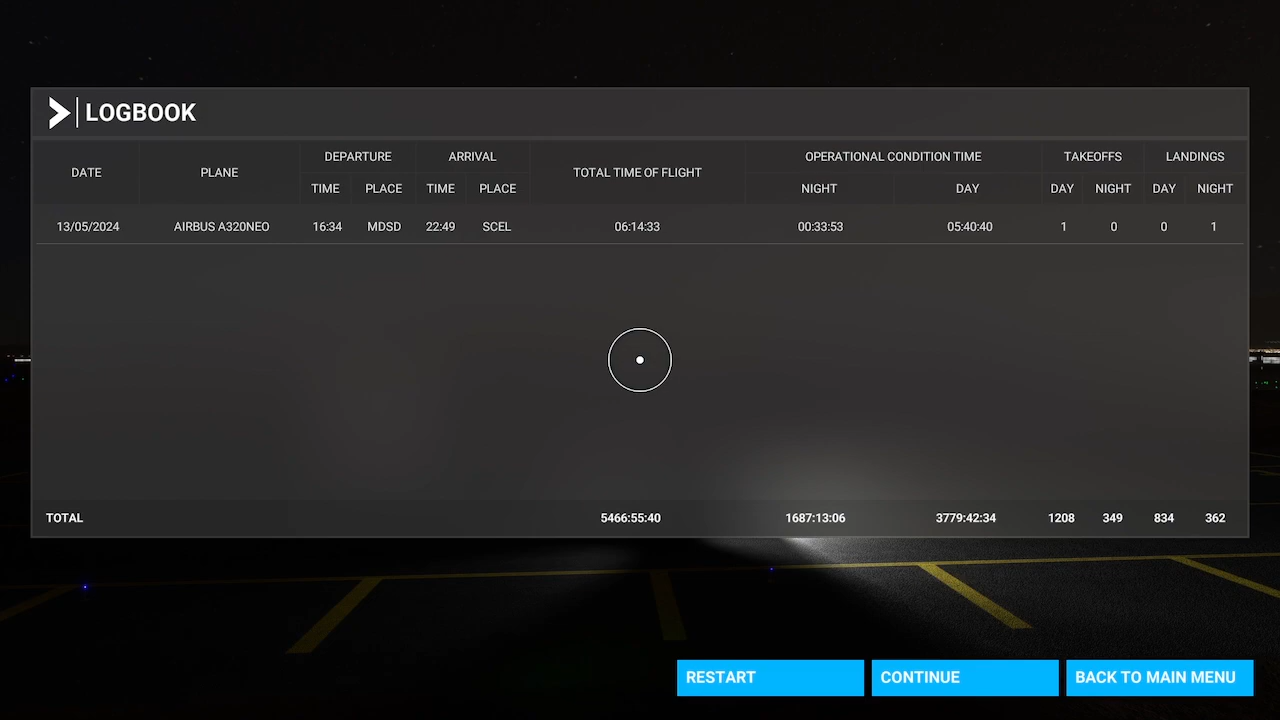 LOGBOOK
DEPARTURE ARRIVAL OPERATIONAL CONDITION TIME TAKEOFFS LANDINGS
DATE PLANE TOTAL TIME OF FLIGHT
TIME PLACE TIME PLACE NIGHT DAY DAY NIGHT DAY NIGHT
13/05/2024 AIRBUS A320NEO 16:34 MDSD 22:49 SCEL 06:14:33 00:33:53 05:40:40 1 0 0 1
TOTAL 5466:55:40 1687:13:06 3779:42:34 1208 349 834 362
RESTART CONTINUE BACK TO MAIN MENU